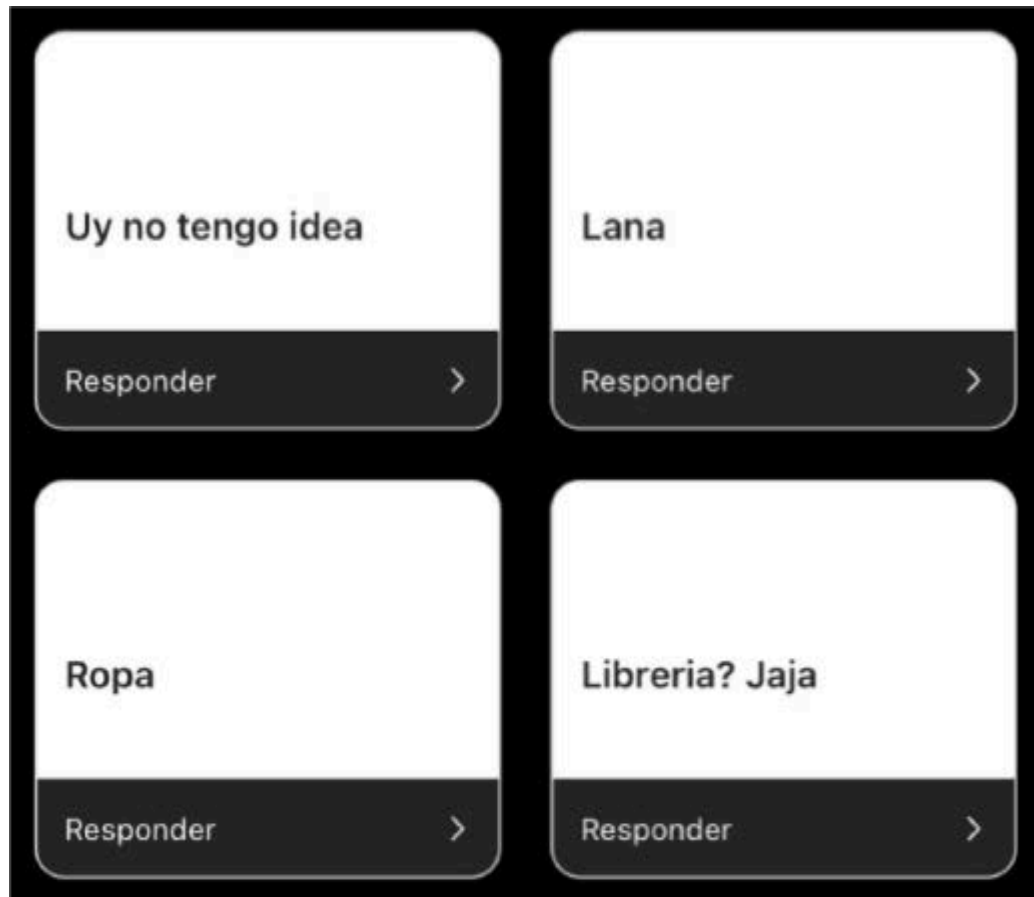 Uy no tengo idea
Lana
Responder
Responder
Ropa
Libreria? Jaja
Responder
Responder